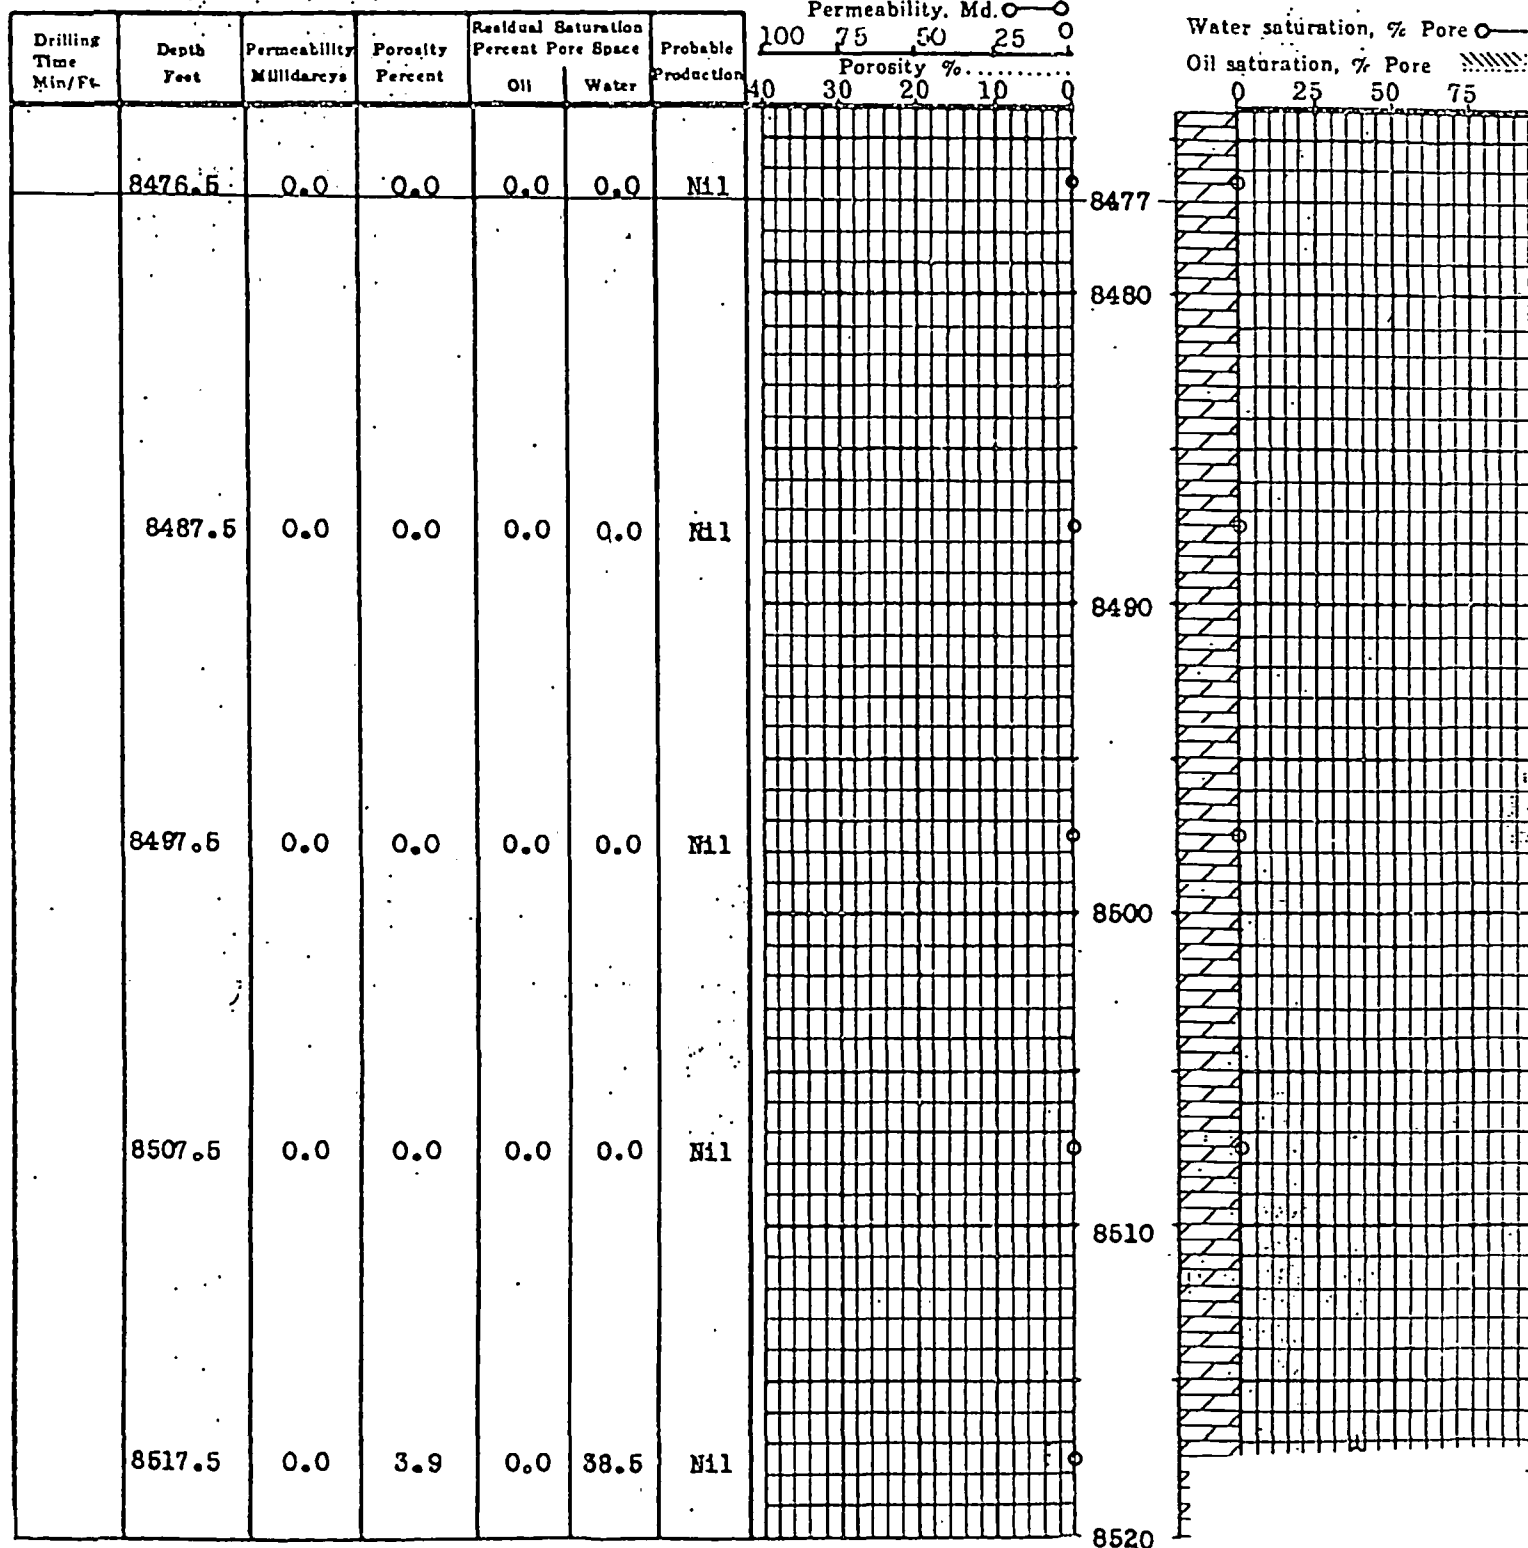 Drilling Time Min/Ft.
Depth Feet
Permeability Millidarcys
Porosity Percent
Residual Saturation Percent Pore Space
Oil
Water
Probable Production
8476.5 0.0 0.0 0.0 0.0 Nil
8487.5 0.0 0.0 0.0 0.0 Nil
8497.5 0.0 0.0 0.0 0.0 Nil
8507.5 0.0 0.0 0.0 0.0 Nil
8517.5 0.0 3.9 0.0 38.5 Nil
Permeability. Md.
100 75 50 25 0
Porosity %..............
40 30 20 10 0
8477
8480
8490
8500
8510
8520
Water saturation, % Pore
Oil saturation, % Pore
0 25 50 75